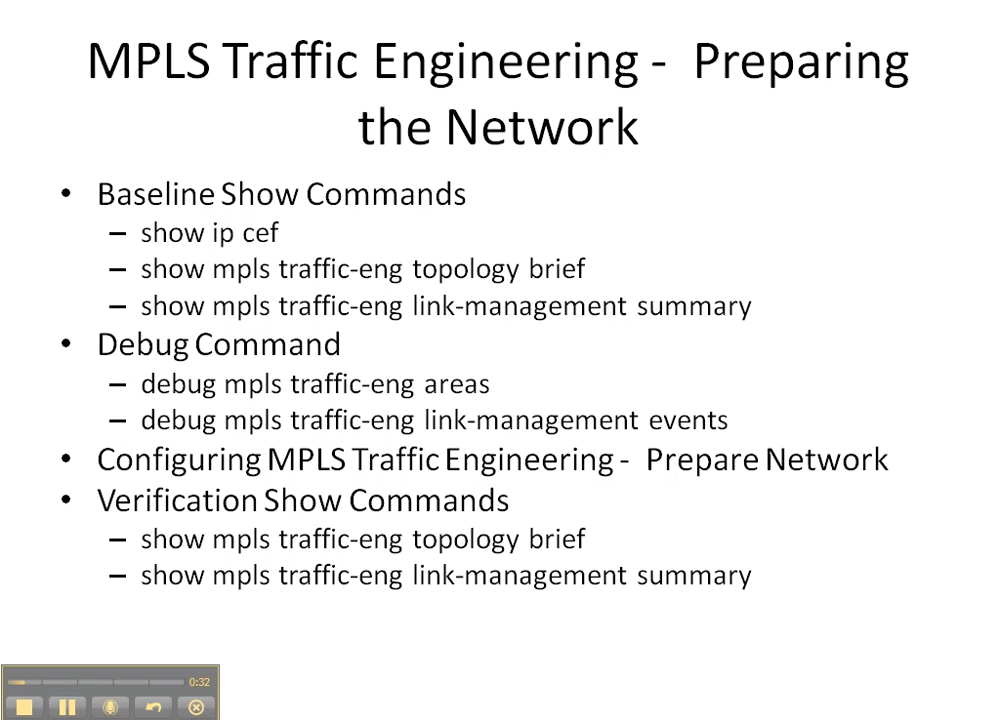 MPLS Traffic Engineering -  Preparing
the Network
• Baseline Show Commands
– show ip cef
– show mpls traffic-eng topology brief
– show mpls traffic-eng link-management summary
• Debug Command
– debug mpls traffic-eng areas
– debug mpls traffic-eng link-management events
• Configuring MPLS Traffic Engineering -  Prepare Network
• Verification Show Commands
– show mpls traffic-eng topology brief
– show mpls traffic-eng link-management summary
0:32